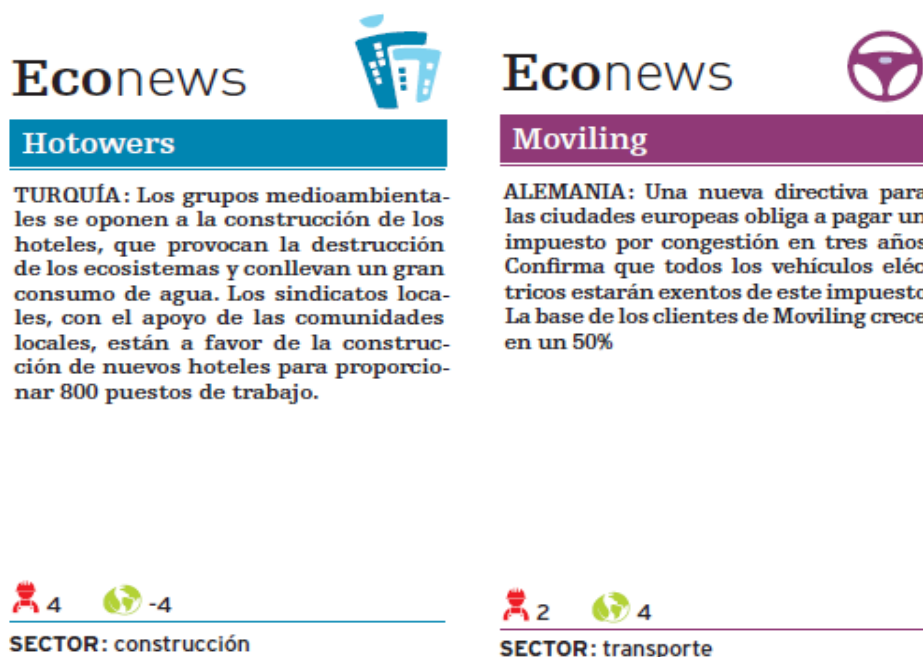 Econews
Hotowers
TURQUÍA: Los grupos medioambienta-
les se oponen a la construcción de los
hoteles, que provocan la destrucción
de los ecosistemas y conllevan un gran
consumo de agua. Los sindicatos loca-
les, con el apoyo de las comunidades
locales, están a favor de la construc-
ción de nuevos hoteles para proporcio-
nar 800 puestos de trabajo.
4 -4
SECTOR: construcción
Econews
Moviling
ALEMANIA: Una nueva directiva para
las ciudades europeas obliga a pagar un
impuesto por congestión en tres años
Confirma que todos los vehículos eléc
tricos estarán exentos de este impuesto
La base de los clientes de Moviling crece
en un 50%
2 4
SECTOR: transporte